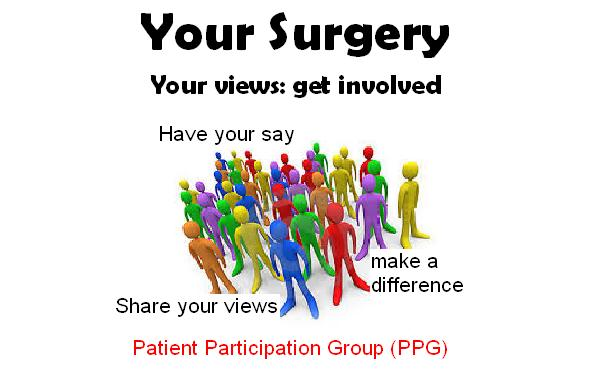 Your Surgery
Your views: get involved
Have your say
make a
difference
Share your views
Patient Participation Group (PPG)